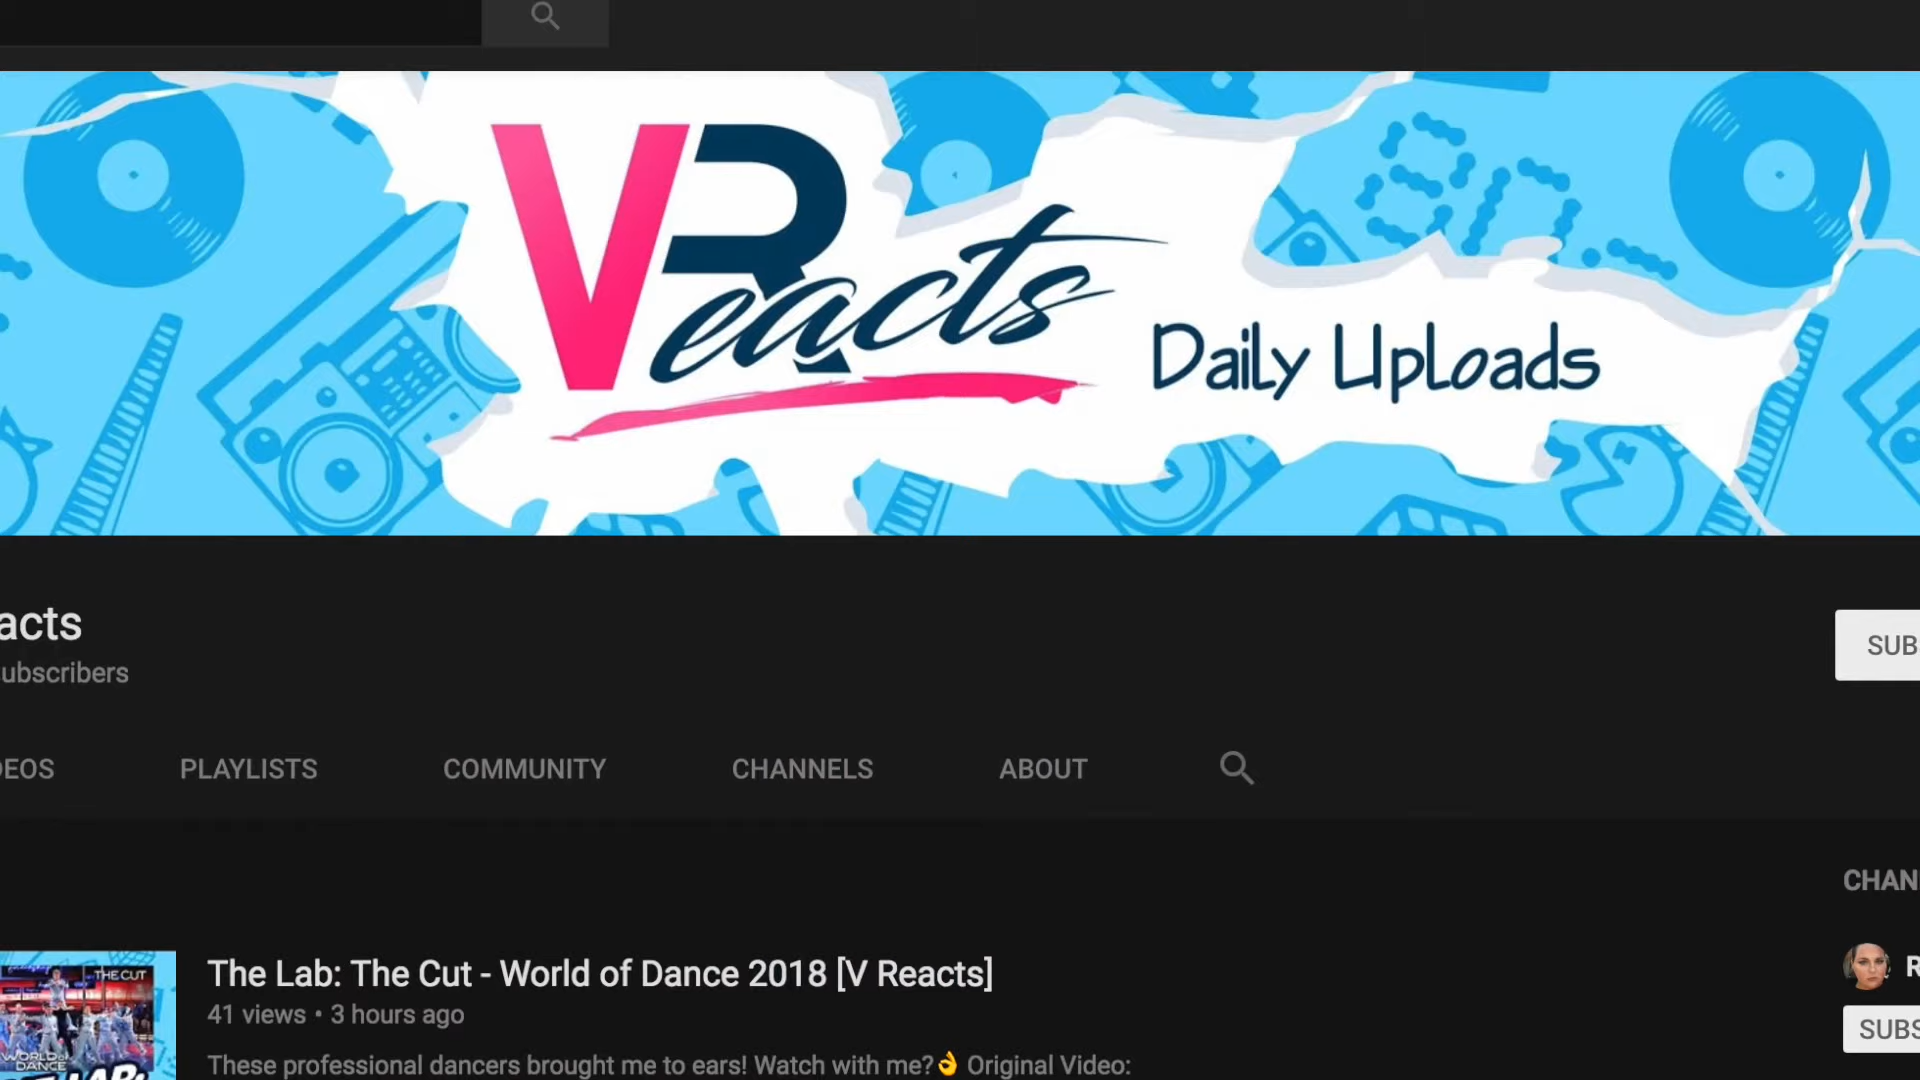 V Reacts
Daily Uploads
acts
ubscribers
SUB
DEOS
PLAYLISTS
COMMUNITY
CHANNELS
ABOUT
CHAN
THE CUT
WORLD OF
DANCE
The Lab: The Cut - World of Dance 2018 [V Reacts]
41 views • 3 hours ago
These professional dancers brought me to ears! Watch with me?👌 Original Video:
R
SUBS